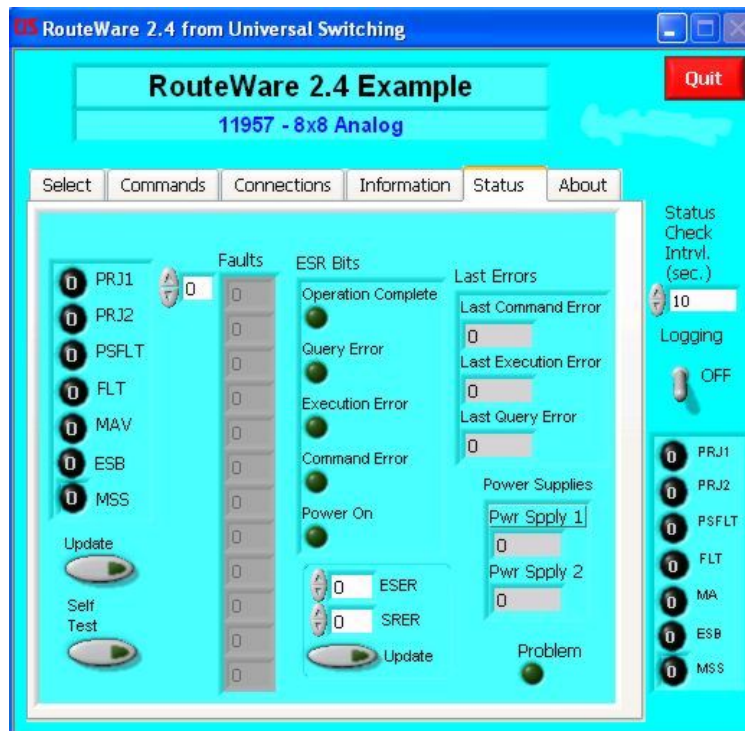 RouteWare 2.4 from Universal Switching
RouteWare 2.4 Example
Quit
11957 - 8x8 Analog
Select Commands Connections Information Status About
Status
Check
Intrvl.
(sec.)
10
Logging
OFF
0 PRJ1
0 PRJ2
0 PSFLT
0 FLT
0 MAV
0 ESB
0 MSS
Update
Self
Test
0
Faults
0
0
0
0
0
0
0
0
0
0
0
0
ESR Bits
Operation Complete
Query Error
Execution Error
Command Error
Power On
0 ESER
0 SRER
Update
Last Errors
Last Command Error
0
Last Execution Error
0
Last Query Error
0
Power Supplies
Pwr Spply 1
0
Pwr Spply 2
0
Problem
0 PRJ1
0 PRJ2
0 PSFLT
0 FLT
0 MA
0 ESB
0 MSS